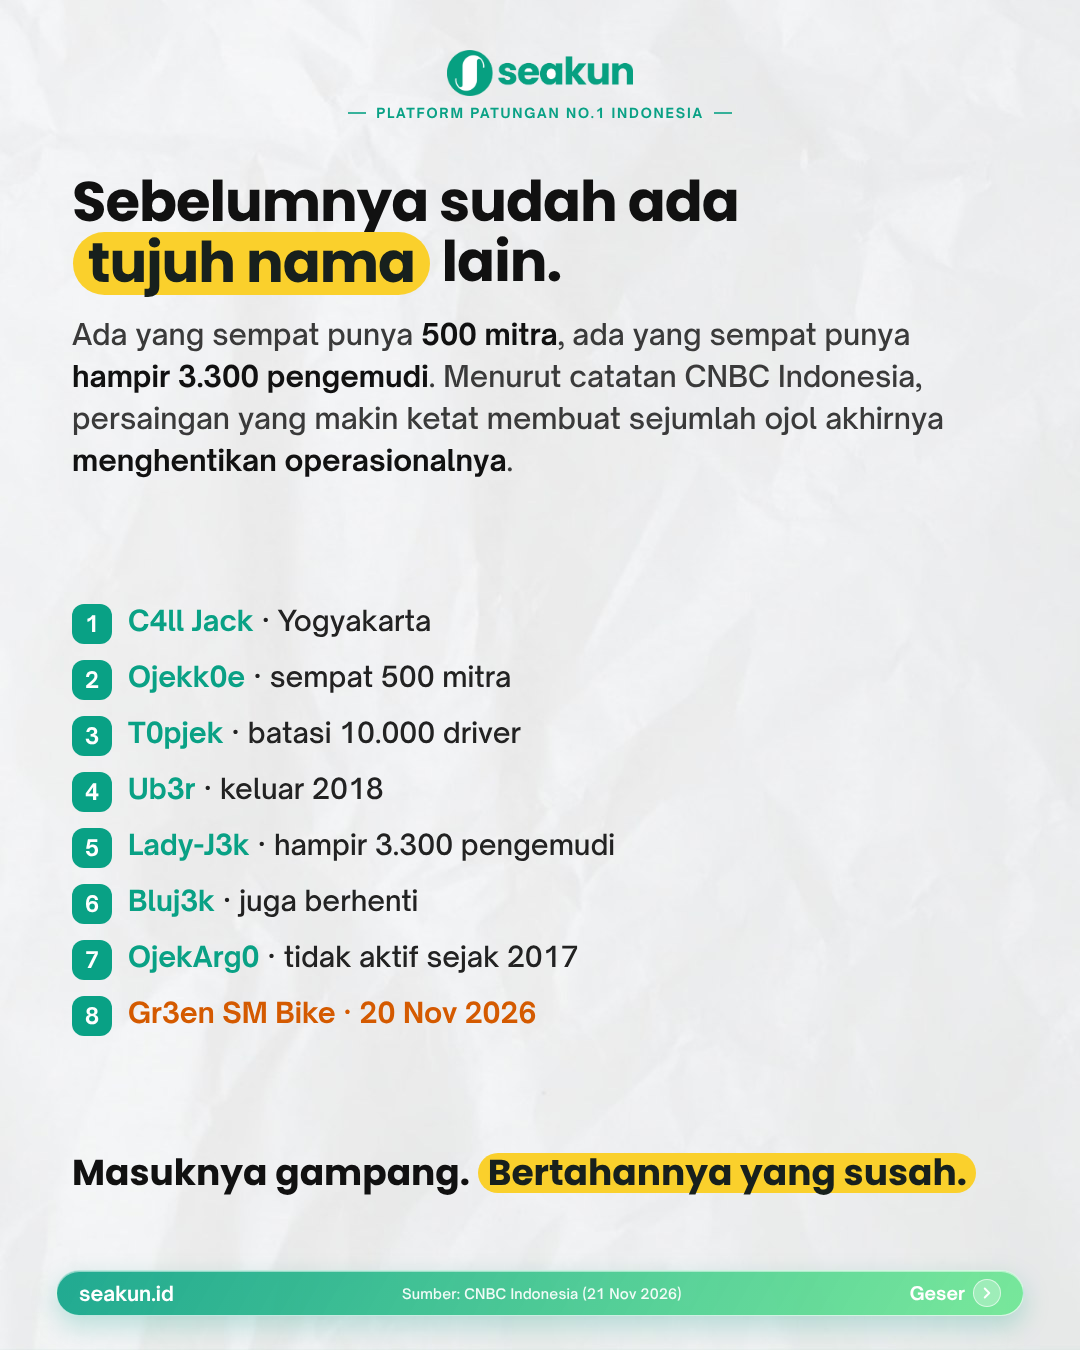 seakun
PLATFORM PATUNGAN NO.1 INDONESIA
Sebelumnya sudah ada
tujuh nama lain.
Ada yang sempat punya 500 mitra, ada yang sempat punya
hampir 3.300 pengemudi. Menurut catatan CNBC Indonesia,
persaingan yang makin ketat membuat sejumlah ojol akhirnya
menghentikan operasionalnya.
1 C4ll Jack · Yogyakarta
2 Ojekk0e · sempat 500 mitra
3 T0pjek · batasi 10.000 driver
4 Ub3r · keluar 2018
5 Lady-J3k · hampir 3.300 pengemudi
6 Bluj3k · juga berhenti
7 OjekArg0 · tidak aktif sejak 2017
8 Gr3en SM Bike · 20 Nov 2026
Masuknya gampang. Bertahannya yang susah.
seakun.id Sumber: CNBC Indonesia (21 Nov 2026) Geser